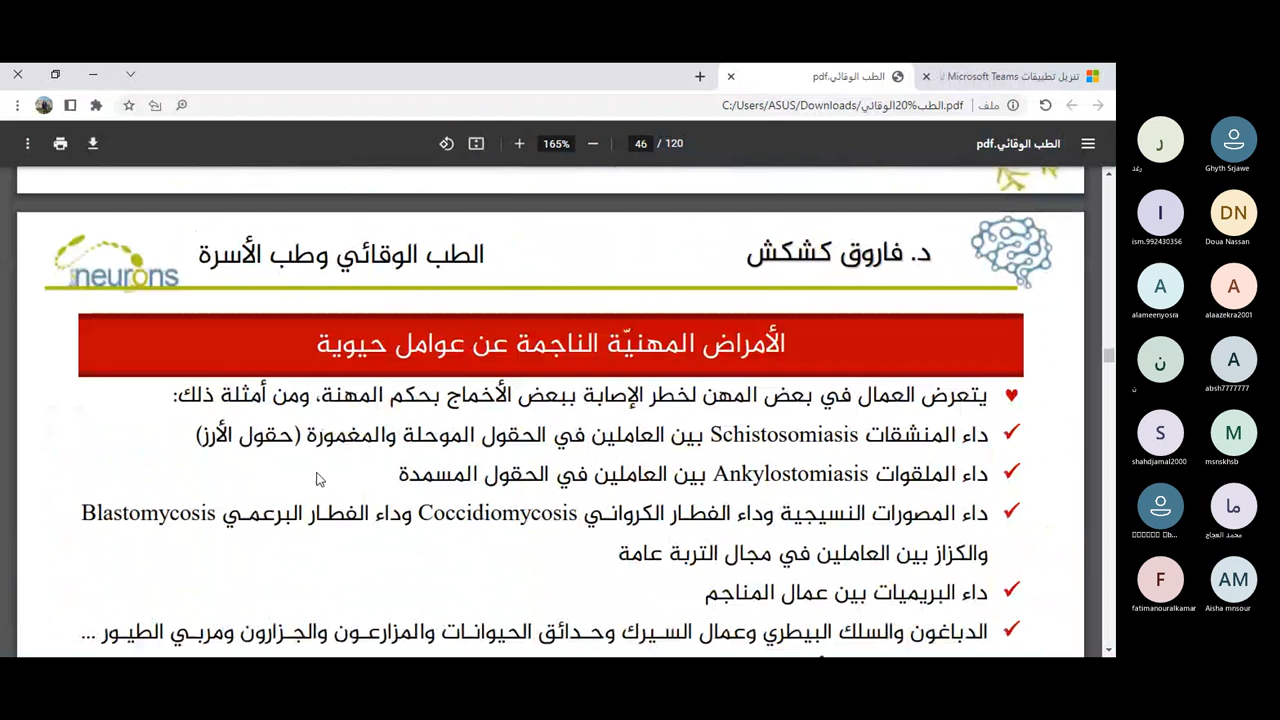 الطب الوقائي.pdf
تنزيل تطبيقات Microsoft Teams
C:/Users/ASUS/Downloads/الطب%20الوقائي.pdf
ملف
165%
46 / 120
الطب الوقائي.pdf
د. فاروق كشكش
الطب الوقائي وطب الأسرة
neurons
الأمراض المهنيّة الناجمة عن عوامل حيوية
يتعرض العمال في بعض المهن لخطر الإصابة ببعض الأخماج بحكم المهنة، ومن أمثلة ذلك:
داء المنشقات Schistosomiasis بين العاملين في الحقول الموحلة والمغمورة (حقول الأرز)
داء الملقوات Ankylostomiasis بين العاملين في الحقول المسمدة
داء المصورات النسيجية وداء الفطار الكرواني Coccidiomycosis وداء الفطار البرعمي Blastomycosis
والكزاز بين العاملين في مجال التربة عامة
داء البريميات بين عمال المناجم
الدباغون والسلك البيطري وعمال السيرك وحدائق الحيوانات والمزارعون والجزارون ومربي الطيور ...
ر
رغد
Ghyth Srjawe
I
ism.992430356
DN
Doua Nassan
A
alameenyosra
A
alaazekra2001
ن
ن
A
absh7777777
S
shahdjamal2000
M
msnskhsb
ما
محمد العجاج
F
fatimanouralkamar
AM
Aisha mnsour